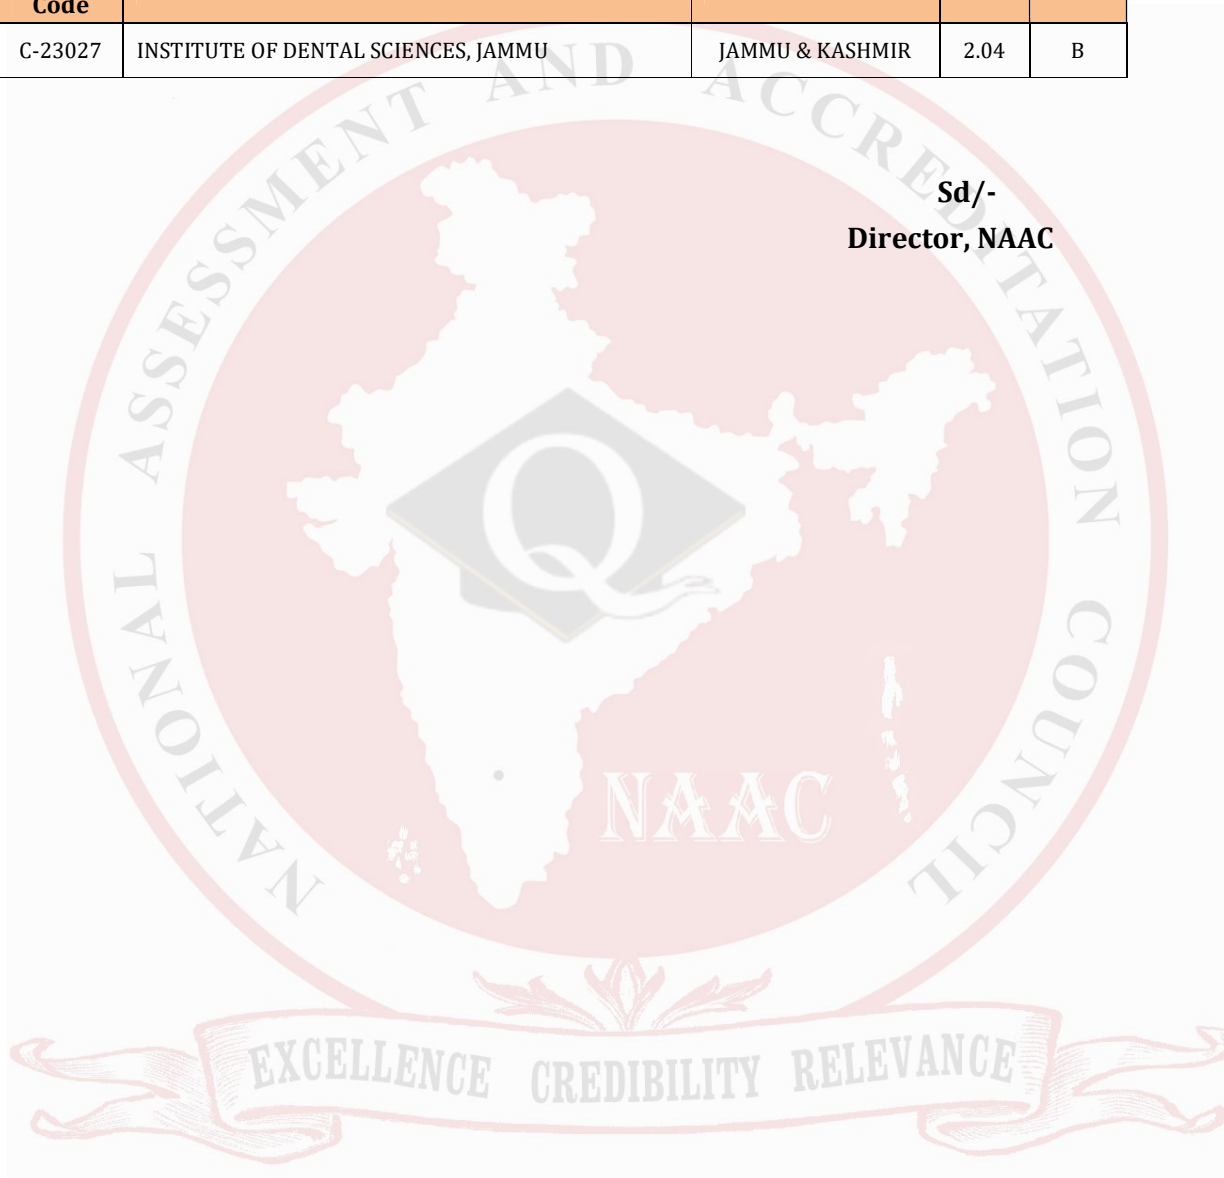 Code
C-23027 INSTITUTE OF DENTAL SCIENCES, JAMMU JAMMU & KASHMIR 2.04 B
Sd/-
Director, NAAC
NATIONAL ASSESSMENT AND ACCREDITATION COUNCIL
Q
NAAC
EXCELLENCE CREDIBILITY RELEVANCE